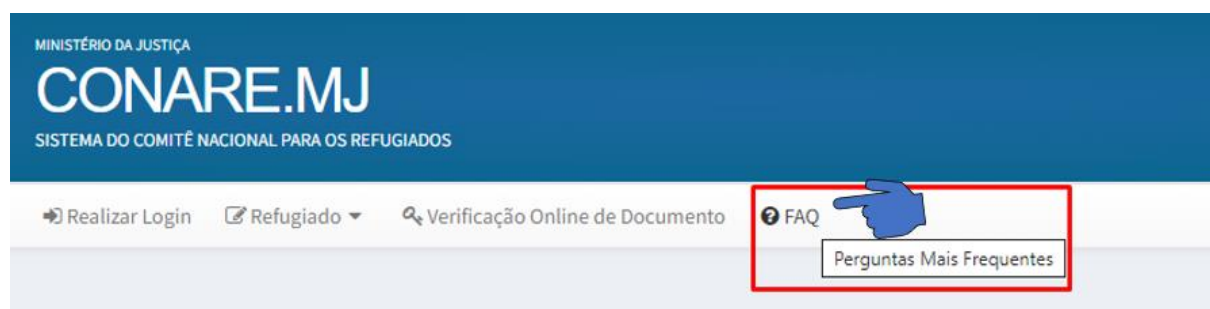 MINISTÉRIO DA JUSTIÇA
CONARE.MJ
SISTEMA DO COMITÊ NACIONAL PARA OS REFUGIADOS
Realizar Login Refugiado Verificação Online de Documento FAQ
Perguntas Mais Frequentes